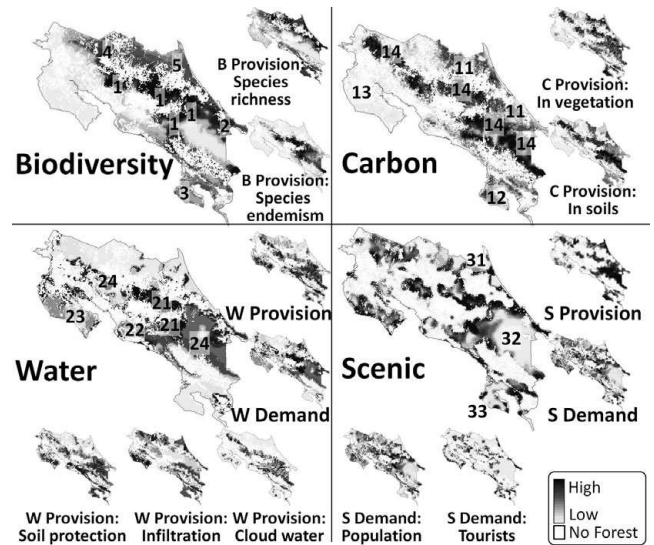 4
5
B Provision:
Species
richness
1
1
1
1
2
Biodiversity
3
B Provision:
Species
endemism
14
11
C Provision:
In vegetation
13
14
11
14
14
Carbon
12
C Provision:
In soils
24
21
W Provision
23
22
21
24
Water
W Demand
W Provision:
Soil protection
W Provision:
Infiltration
W Provision:
Cloud water
31
S Provision
32
Scenic
33
S Demand
S Demand:
Population
S Demand:
Tourists
High
Low
No Forest